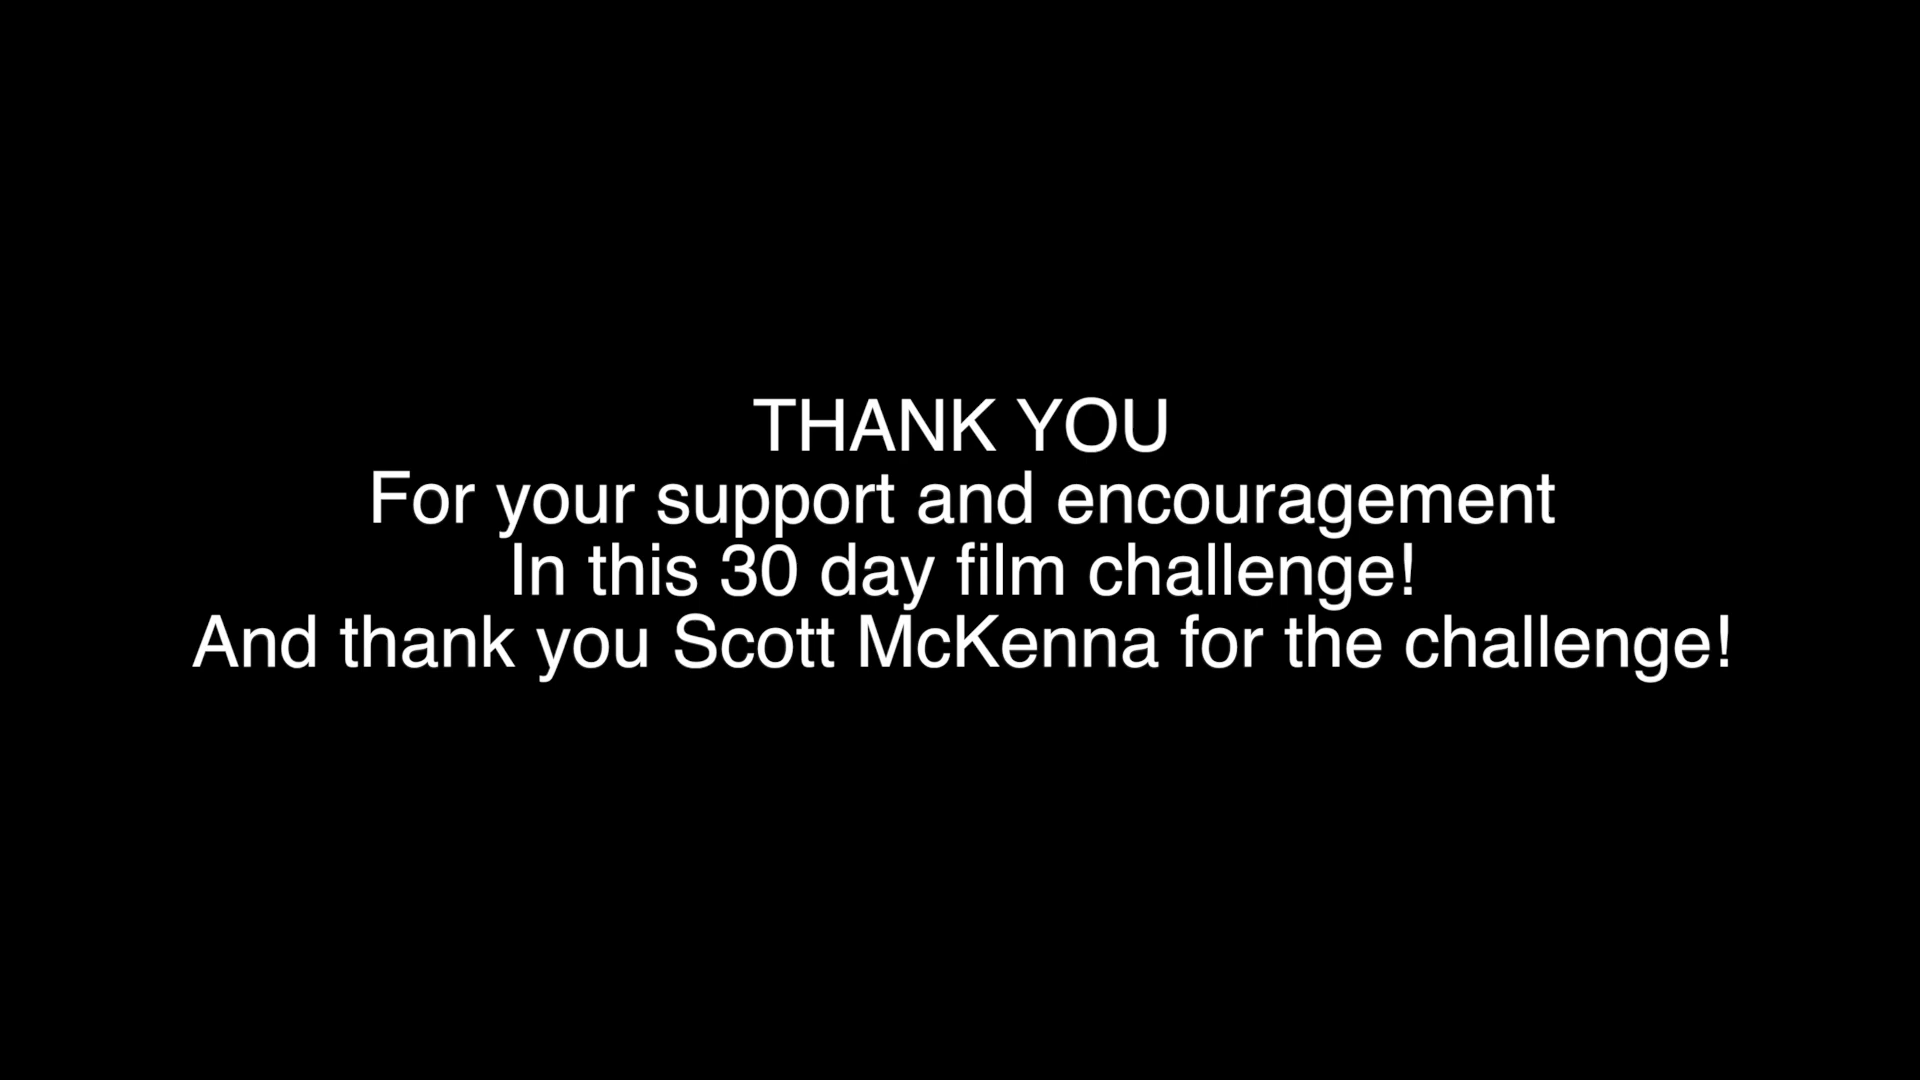 THANK YOU
For your support and encouragement
In this 30 day film challenge!
And thank you Scott McKenna for the challenge!